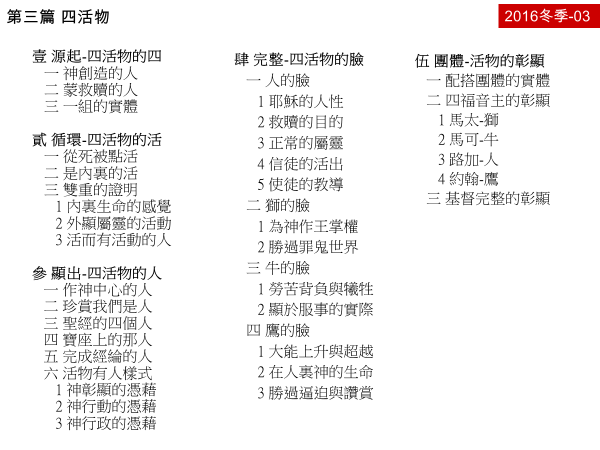 第三篇 四活物
2016冬季-03
壹 源起-四活物的四
一 神創造的人
二 蒙救贖的人
三 一組的實體
貳 循環-四活物的活
一 從死被點活
二 是內裏的活
三 雙重的證明
1 內裏生命的感覺
2 外顯屬靈的活動
3 活而有活動的人
參 顯出-四活物的人
一 作神中心的人
二 珍賞我們是人
三 聖經的四個人
四 寶座上的那人
五 完成經綸的人
六 活物有人樣式
1 神彰顯的憑藉
2 神行動的憑藉
3 神行政的憑藉
肆 完整-四活物的臉
一 人的臉
1 耶穌的人性
2 救贖的目的
3 正常的屬靈
4 信徒的活出
5 使徒的教導
二 獅的臉
1 為神作王掌權
2 勝過罪鬼世界
三 牛的臉
1 勞苦背負與犧牲
2 顯於服事的實際
四 鷹的臉
1 大能上升與超越
2 在人裏神的生命
3 勝過逼迫與讚賞
伍 團體-活物的彰顯
一 配搭團體的實體
二 四福音主的彰顯
1 馬太-獅
2 馬可-牛
3 路加-人
4 約翰-鷹
三 基督完整的彰顯